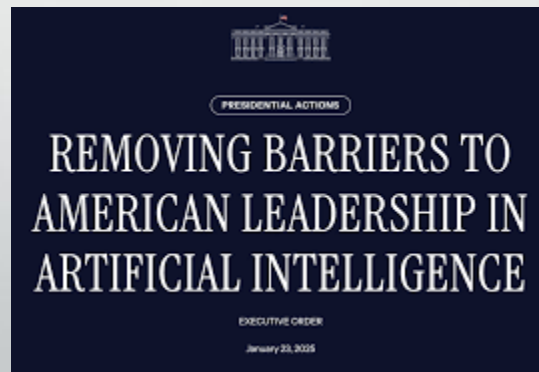 PRESIDENTIAL ACTIONS
REMOVING BARRIERS TO
AMERICAN LEADERSHIP IN
ARTIFICIAL INTELLIGENCE
EXECUTIVE ORDER
January 23, 2025